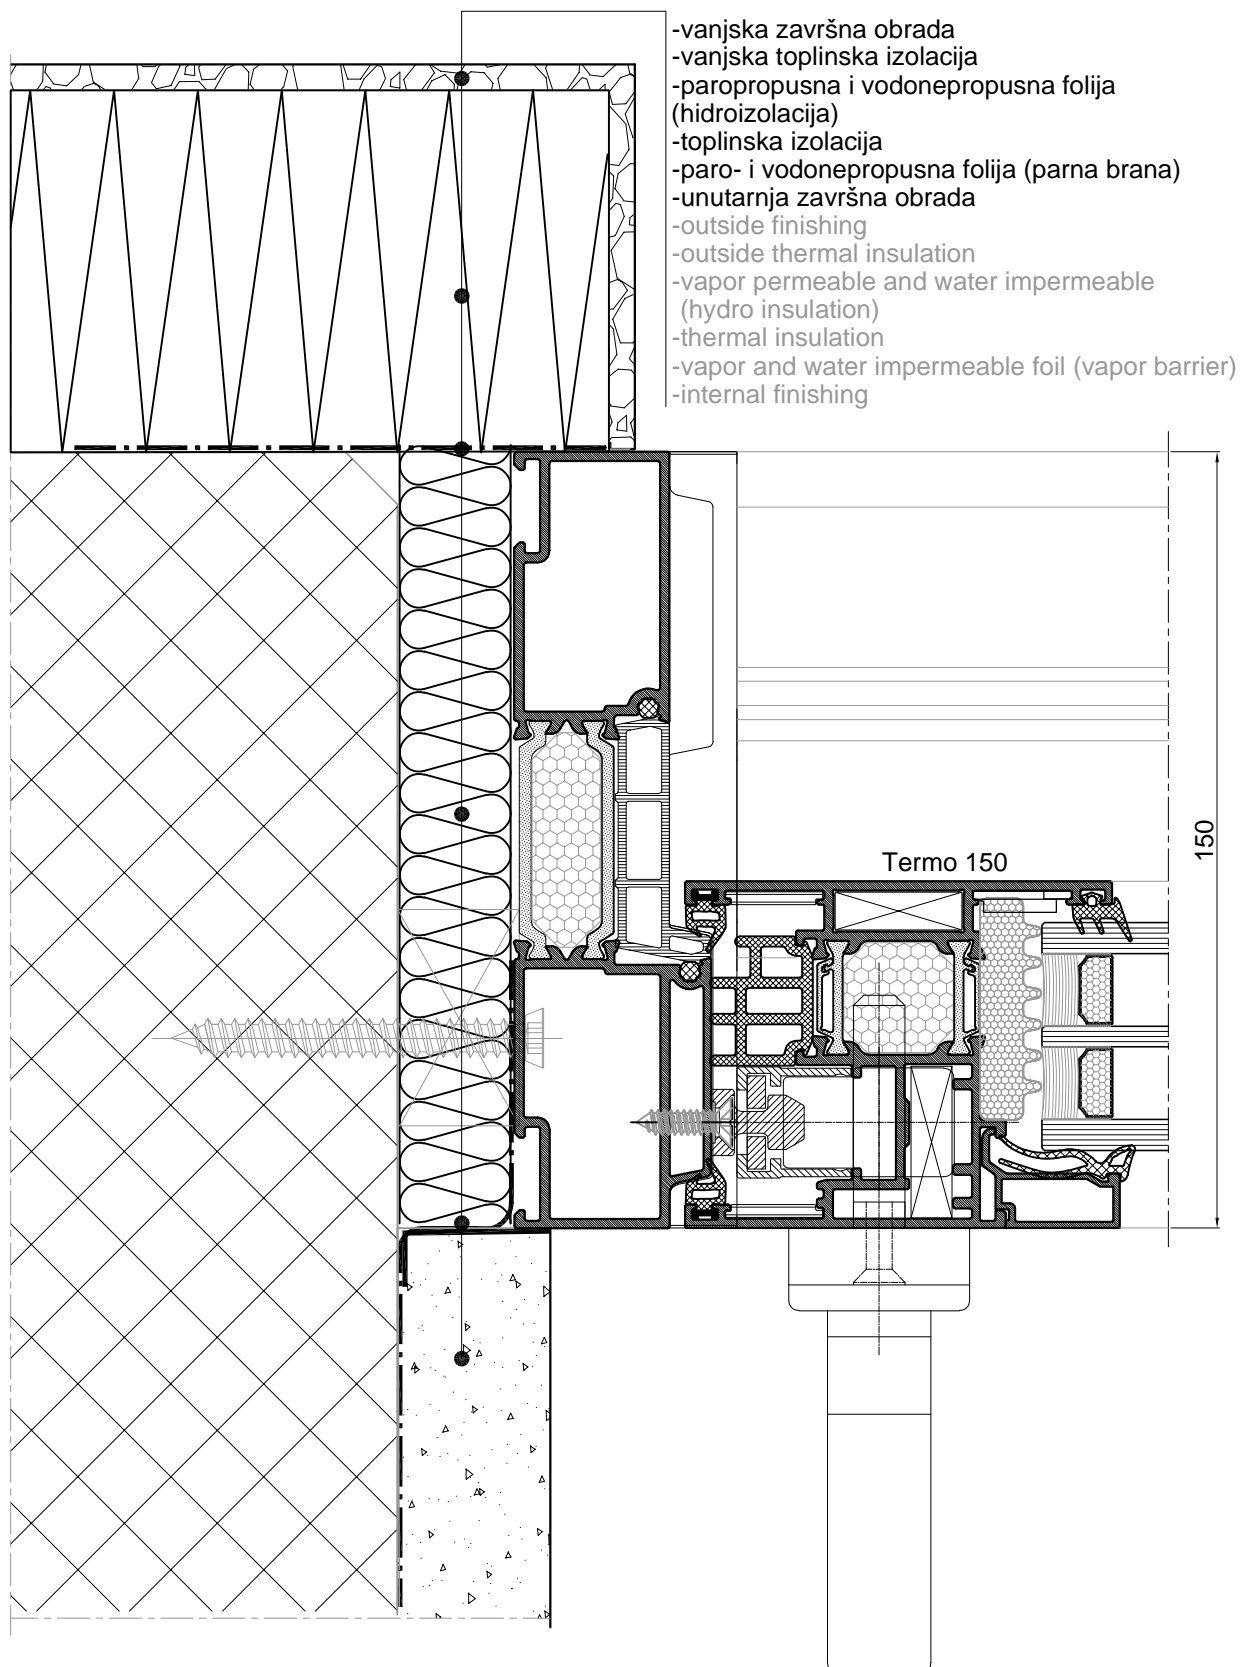 -vanjska završna obrada
-vanjska toplinska izolacija
-paropropusna i vodonepropusna folija
(hidroizolacija)
-toplinska izolacija
-paro- i vodonepropusna folija (parna brana)
-unutarnja završna obrada
-outside finishing
-outside thermal insulation
-vapor permeable and water impermeable
(hydro insulation)
-thermal insulation
-vapor and water impermeable foil (vapor barrier)
-internal finishing
150
Termo 150